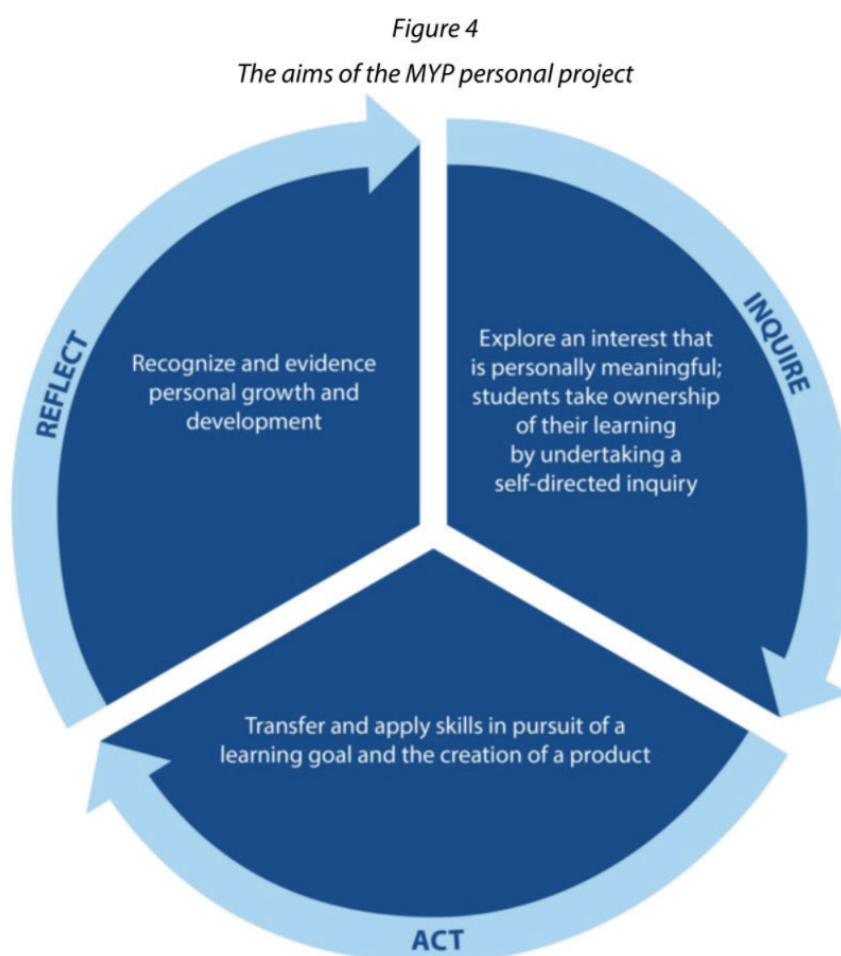 Figure 4
The aims of the MYP personal project
INQUIRE
Explore an interest that
is personally meaningful;
students take ownership
of their learning
by undertaking a
self-directed inquiry
ACT
Transfer and apply skills in pursuit of a
learning goal and the creation of a product
REFLECT
Recognize and evidence
personal growth and
development